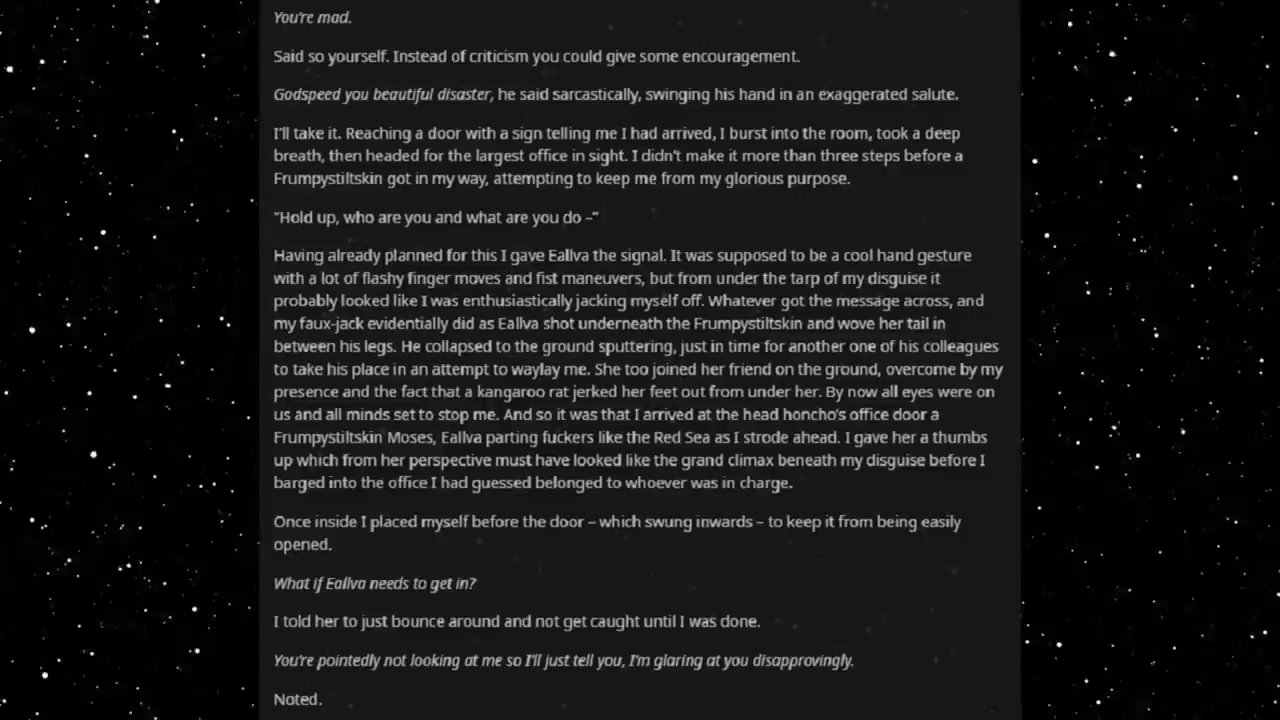 You're mad.
Said so yourself. Instead of criticism you could give some encouragement.
Godspeed you beautiful disaster, he said sarcastically, swinging his hand in an exaggerated salute.
I'll take it. Reaching a door with a sign telling me I had arrived, I burst into the room, took a deep
breath, then headed for the largest office in sight. I didn't make it more than three steps before a
Frumpystiltskin got in my way, attempting to keep me from my glorious purpose.
"Hold up, who are you and what are you do –"
Having already planned for this I gave Eallva the signal. It was supposed to be a cool hand gesture
with a lot of flashy finger moves and fist maneuvers, but from under the tarp of my disguise it
probably looked like I was enthusiastically jacking myself off. Whatever got the message across, and
my faux-jack evidentially did as Eallva shot underneath the Frumpystiltskin and wove her tail in
between his legs. He collapsed to the ground sputtering, just in time for another one of his colleagues
to take his place in an attempt to waylay me. She too joined her friend on the ground, overcome by my
presence and the fact that a kangaroo rat jerked her feet out from under her. By now all eyes were on
us and all minds set to stop me. And so it was that I arrived at the head honcho's office door a
Frumpystiltskin Moses, Eallva parting fuckers like the Red Sea as I strode ahead. I gave her a thumbs
up which from her perspective must have looked like the grand climax beneath my disguise before I
barged into the office I had guessed belonged to whoever was in charge.
Once inside I placed myself before the door – which swung inwards – to keep it from being easily
opened.
What if Eallva needs to get in?
I told her to just bounce around and not get caught until I was done.
You're pointedly not looking at me so I'll just tell you, I'm glaring at you disapprovingly.
Noted.